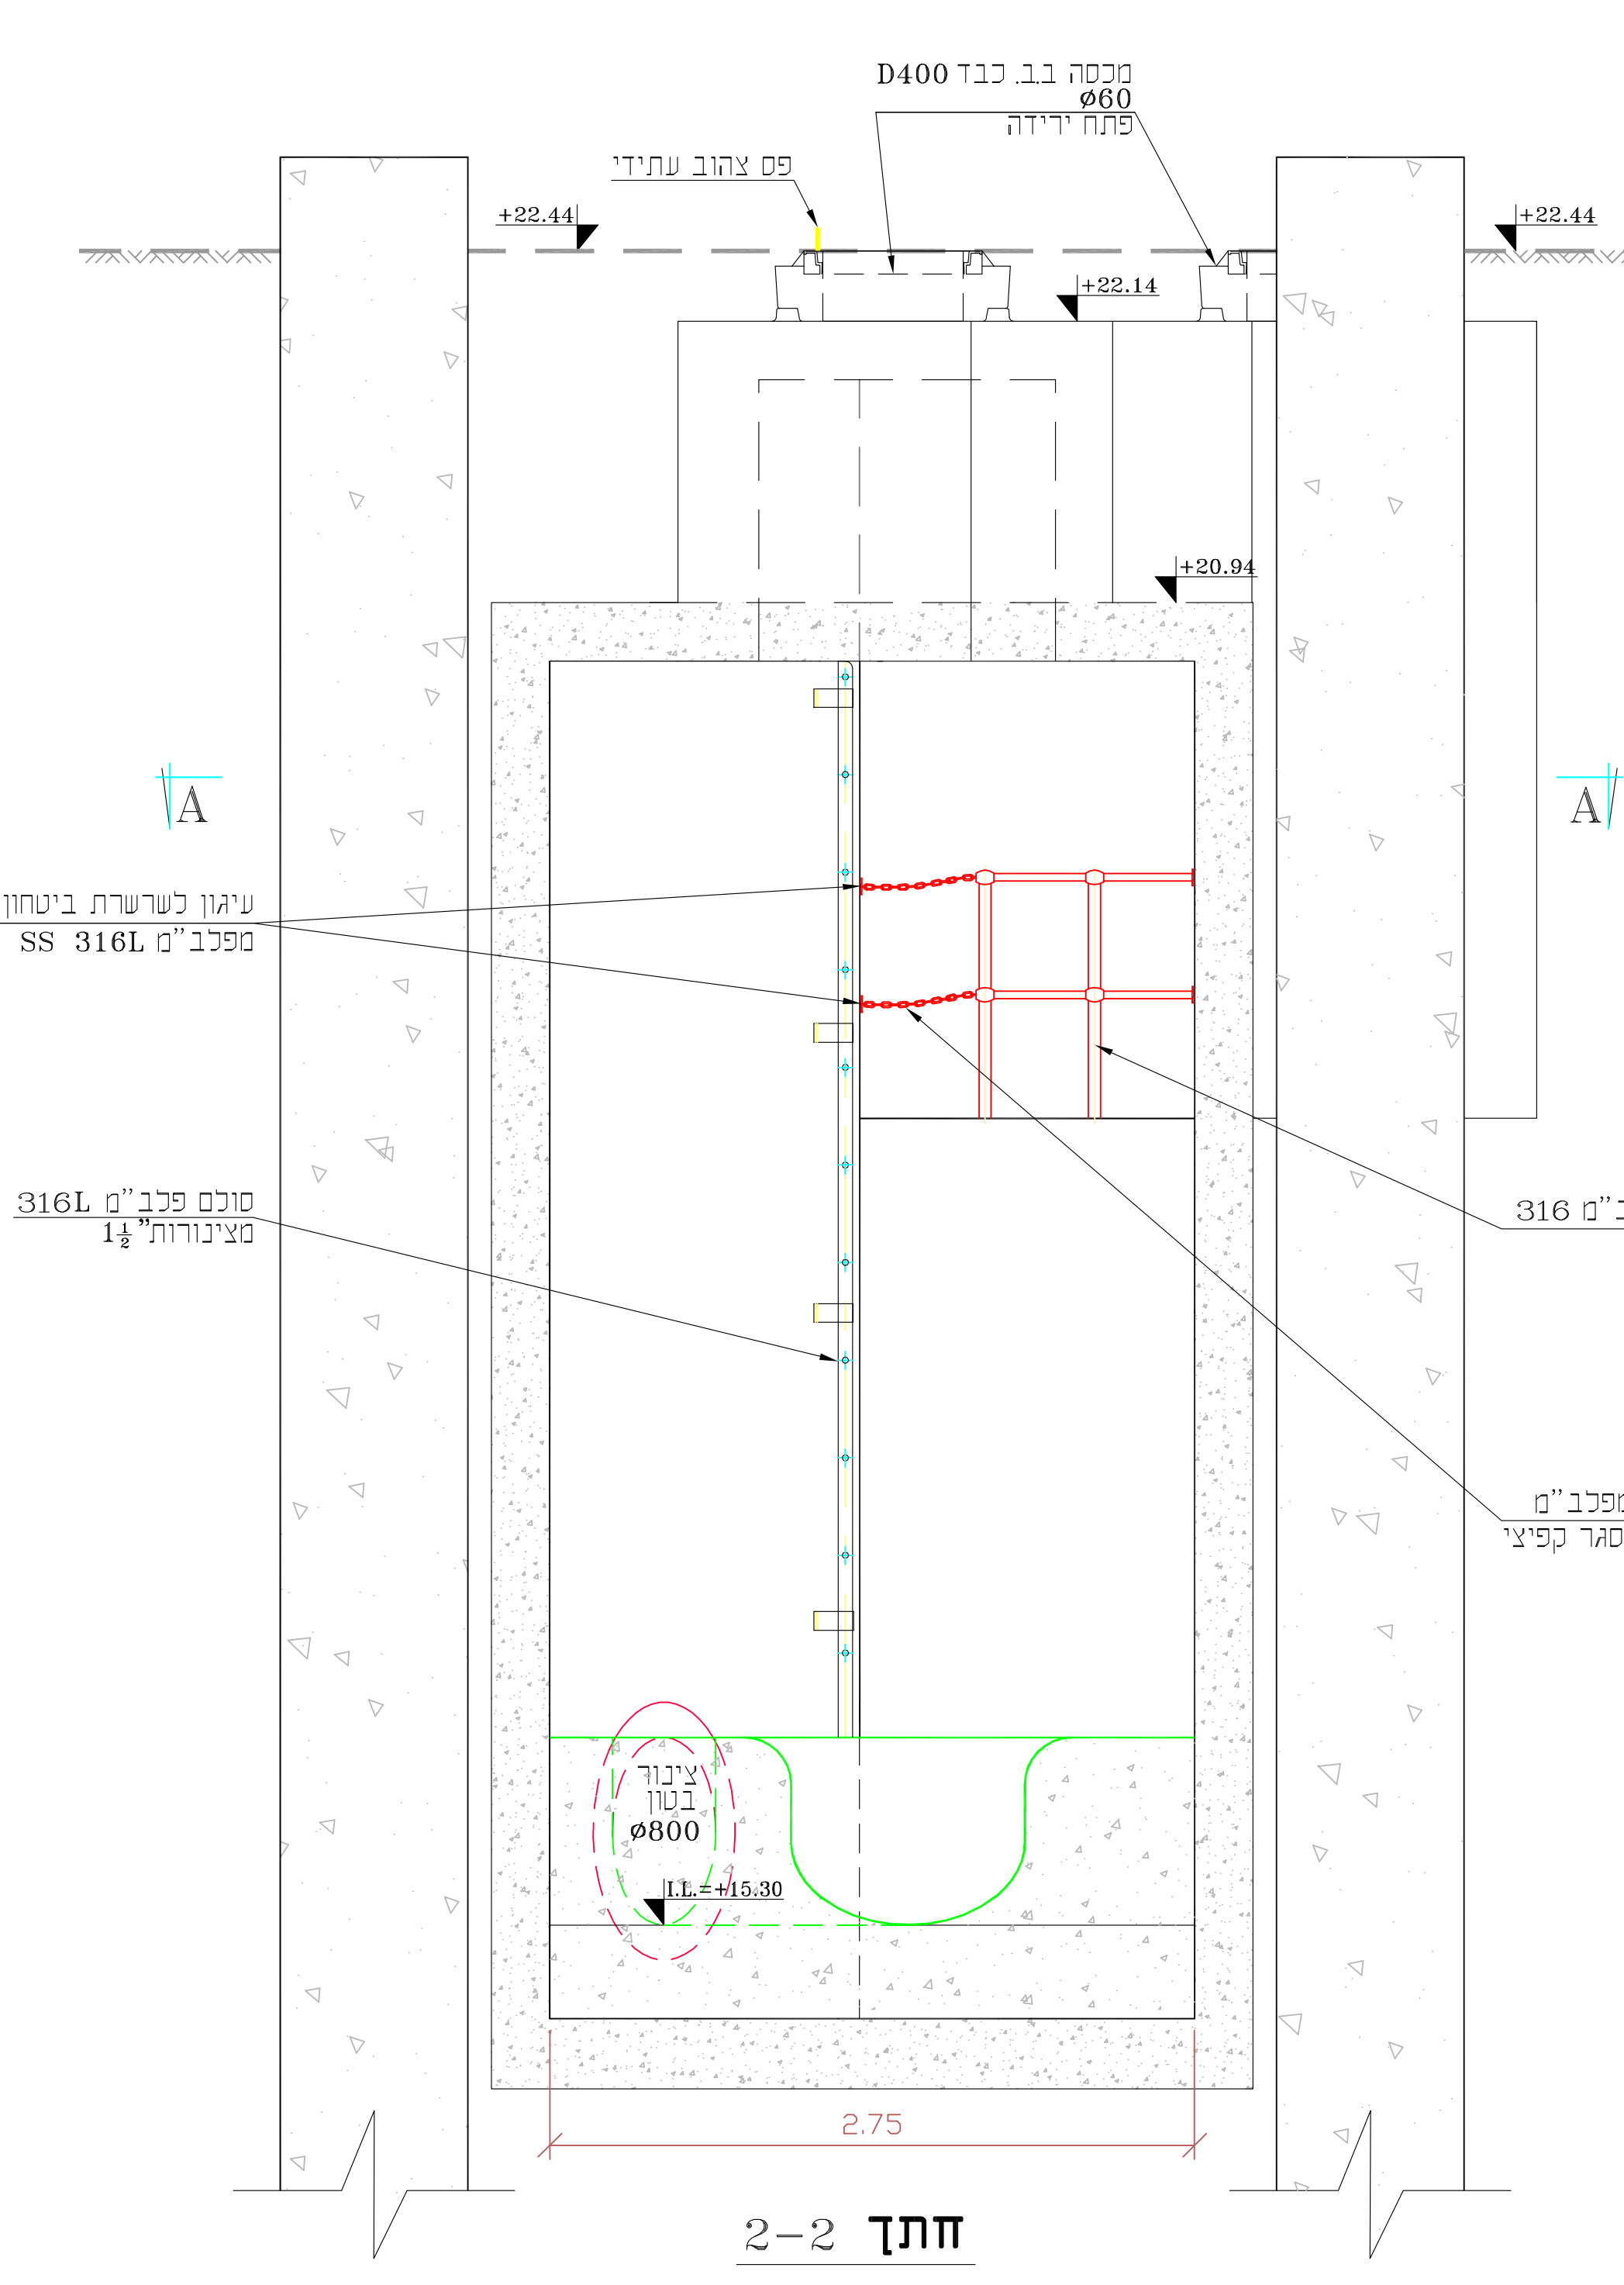 מכסה ב.ב. כבד D400
ø60
פתח ירידה
פס צהוב עתידי
+22.44
+22.44
+22.14
+20.94
A
A
עיגון לשרשרת ביטחון
מפלב"מ SS 316L
סולם פלב"מ 316L
מצינורות "1½
316
מפלב"מ
קפיצי
צינור
בטון
ø800
I.L.=+15.30
2.75
חתך 2-2